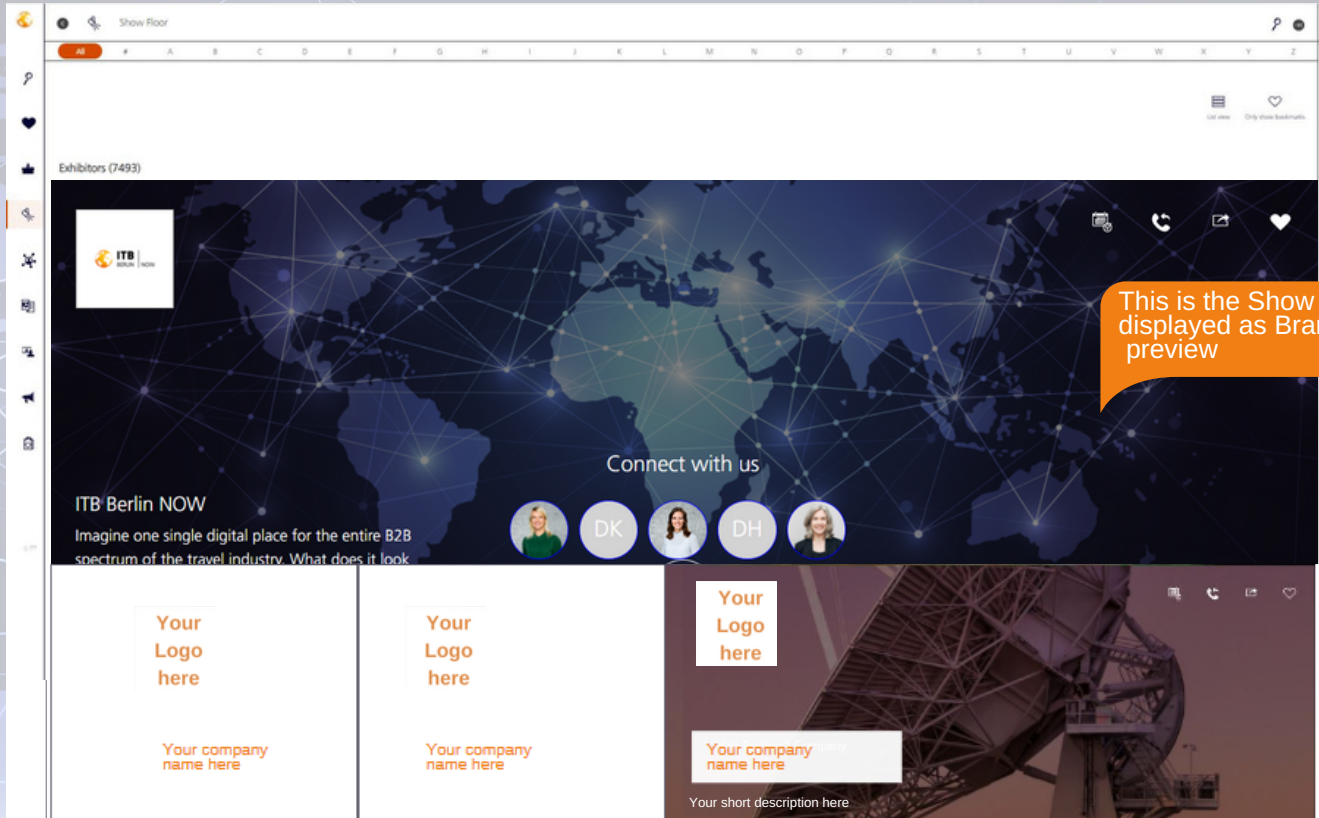 Show Floor
All # A B C D E F G H I J K L M N O P Q R S T U V W X Y Z
List view Only show bookmarks
Exhibitors (7493)
ITB
BERLIN NOW
This is the Show
displayed as Bran
preview
Connect with us
DK DH
ITB Berlin NOW
Imagine one single digital place for the entire B2B
spectrum of the travel industry. What does it look
Your
Logo
here
Your company
name here
Your
Logo
here
Your company
name here
Your
Logo
here
Your company
name here
Your short description here